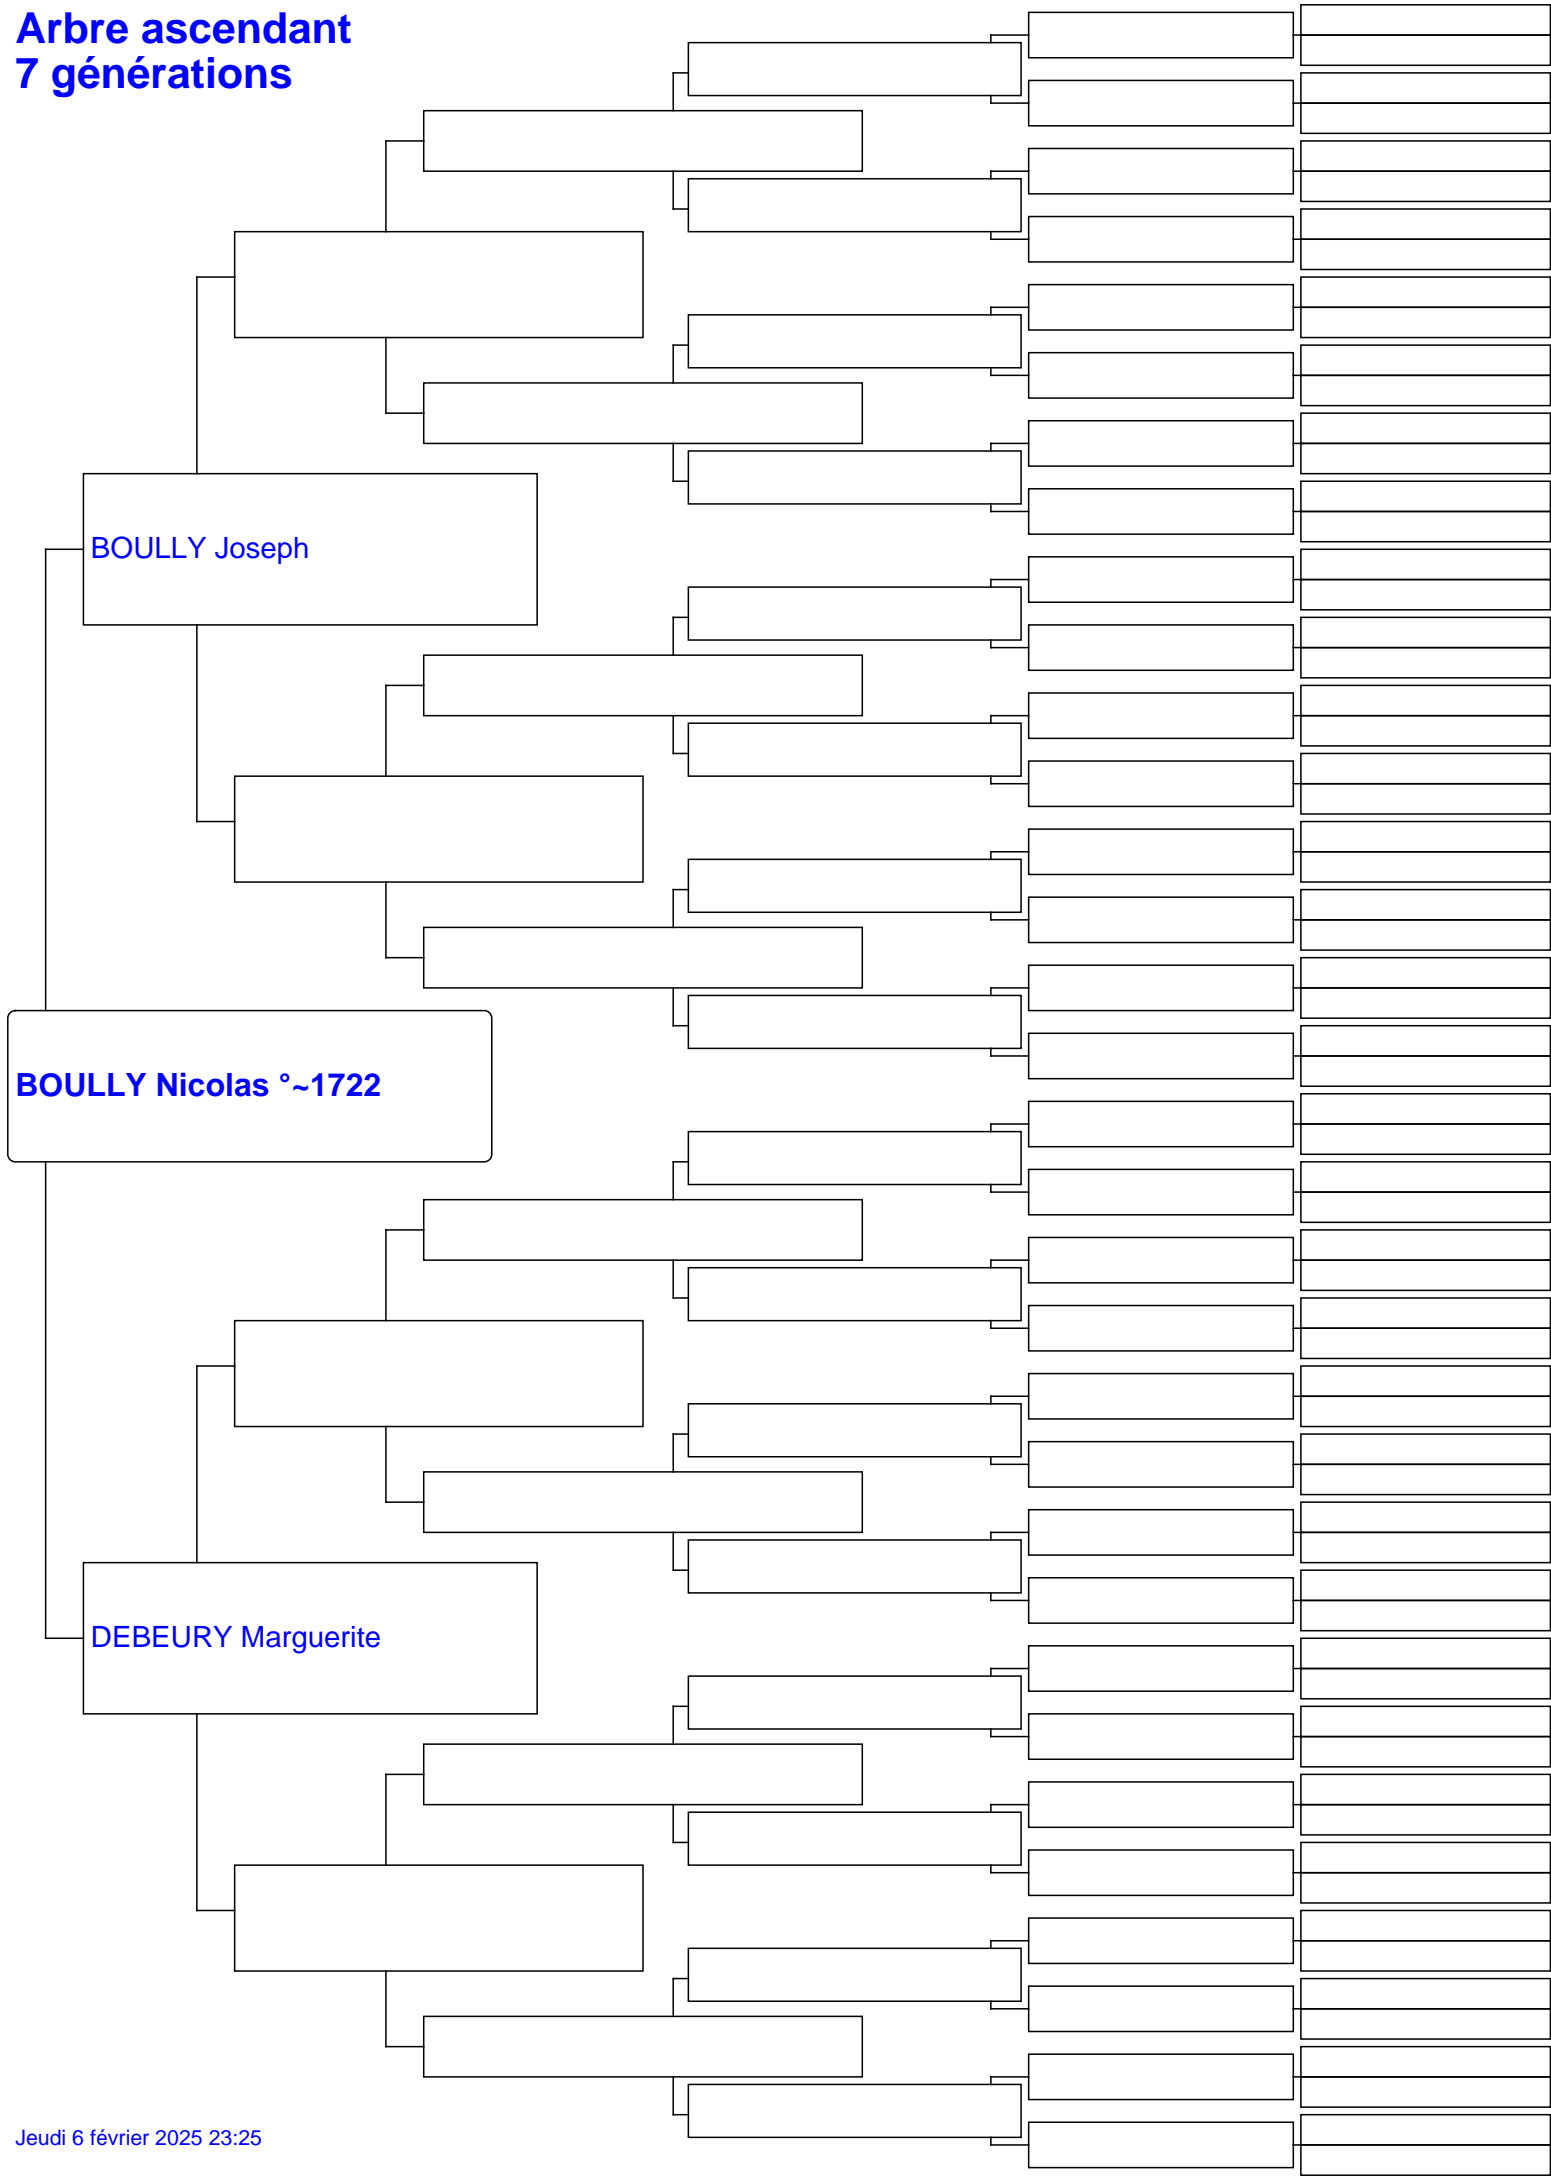 Arbre ascendant
7 générations
BOULLY Joseph
BOULLY Nicolas °~1722
DEBEURY Marguerite
Jeudi 6 février 2025 23:25